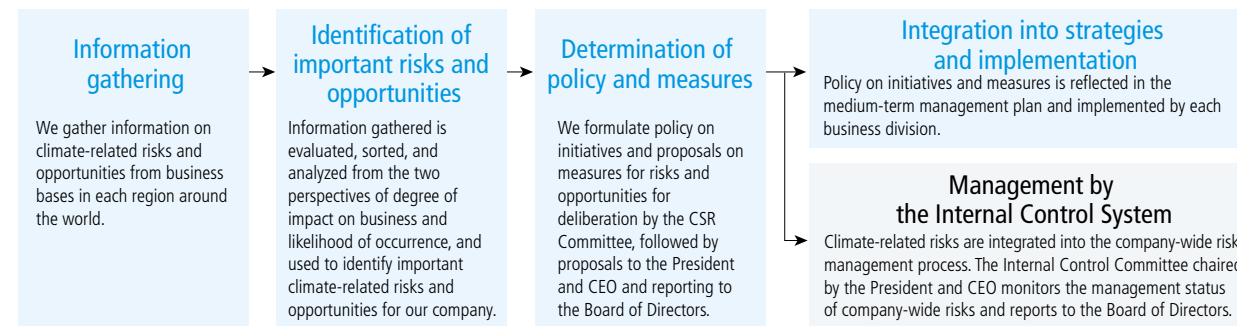 Information
gathering
We gather information on
climate-related risks and
opportunities from business
bases in each region around
the world.
Identification of
important risks and
opportunities
Information gathered is
evaluated, sorted, and
analyzed from the two
perspectives of degree of
impact on business and
likelihood of occurrence, and
used to identify important
climate-related risks and
opportunities for our company.
Determination of
policy and measures
We formulate policy on
initiatives and proposals on
measures for risks and
opportunities for
deliberation by the CSR
Committee, followed by
proposals to the President
and CEO and reporting to
the Board of Directors.
Integration into strategies
and implementation
Policy on initiatives and measures is reflected in the
medium-term management plan and implemented by each
business division.
Management by
the Internal Control System
Climate-related risks are integrated into the company-wide risk
management process. The Internal Control Committee chaired
by the President and CEO monitors the management status
of company-wide risks and reports to the Board of Directors.